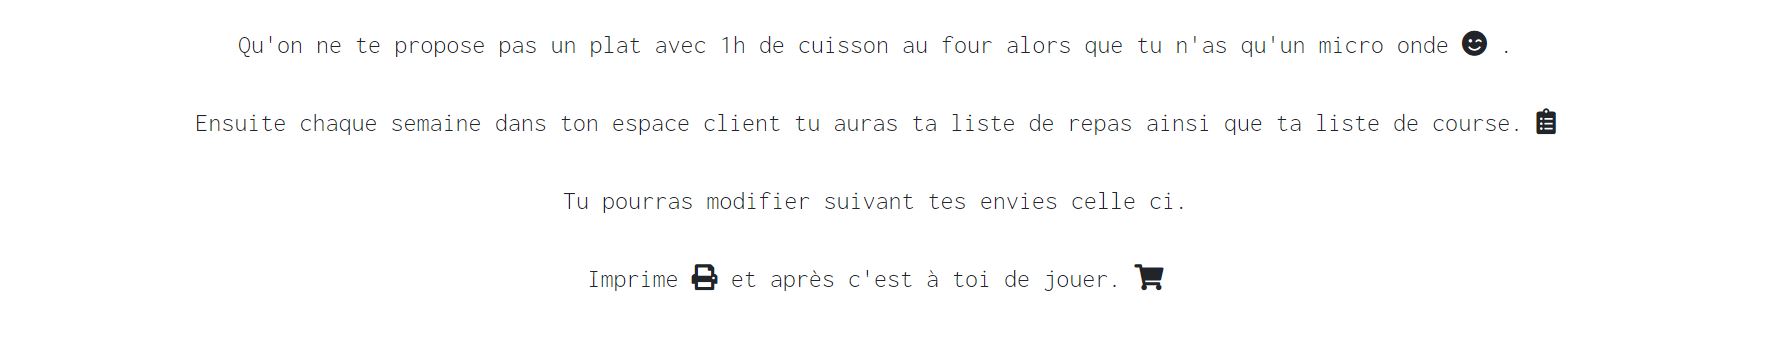 Qu'on ne te propose pas un plat avec 1h de cuisson au four alors que tu n'as qu'un micro onde .
Ensuite chaque semaine dans ton espace client tu auras ta liste de repas ainsi que ta liste de course.
Tu pourras modifier suivant tes envies celle ci.
Imprime et après c'est à toi de jouer.